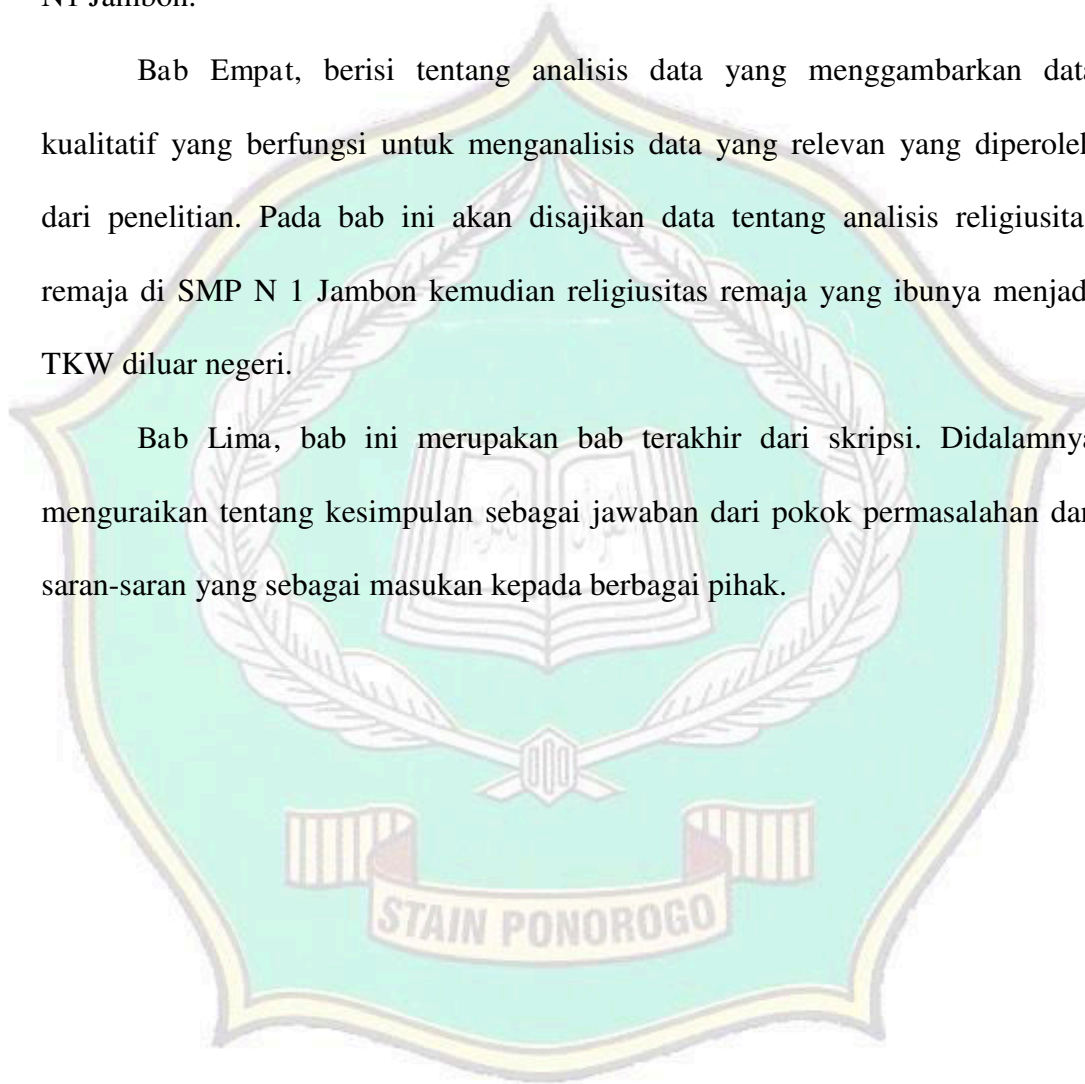 Jambon.
Bab Empat, berisi tentang analisis data yang menggambarkan data
kualitatif yang berfungsi untuk menganalisis data yang relevan yang diperoleh
dari penelitian. Pada bab ini akan disajikan data tentang analisis religiusitas
remaja di SMP N 1 Jambon kemudian religiusitas remaja yang ibunya menjadi
TKW diluar negeri.
Bab Lima, bab ini merupakan bab terakhir dari skripsi. Didalamnya
menguraikan tentang kesimpulan sebagai jawaban dari pokok permasalahan dan
saran-saran yang sebagai masukan kepada berbagai pihak.
STAIN PONOROGO